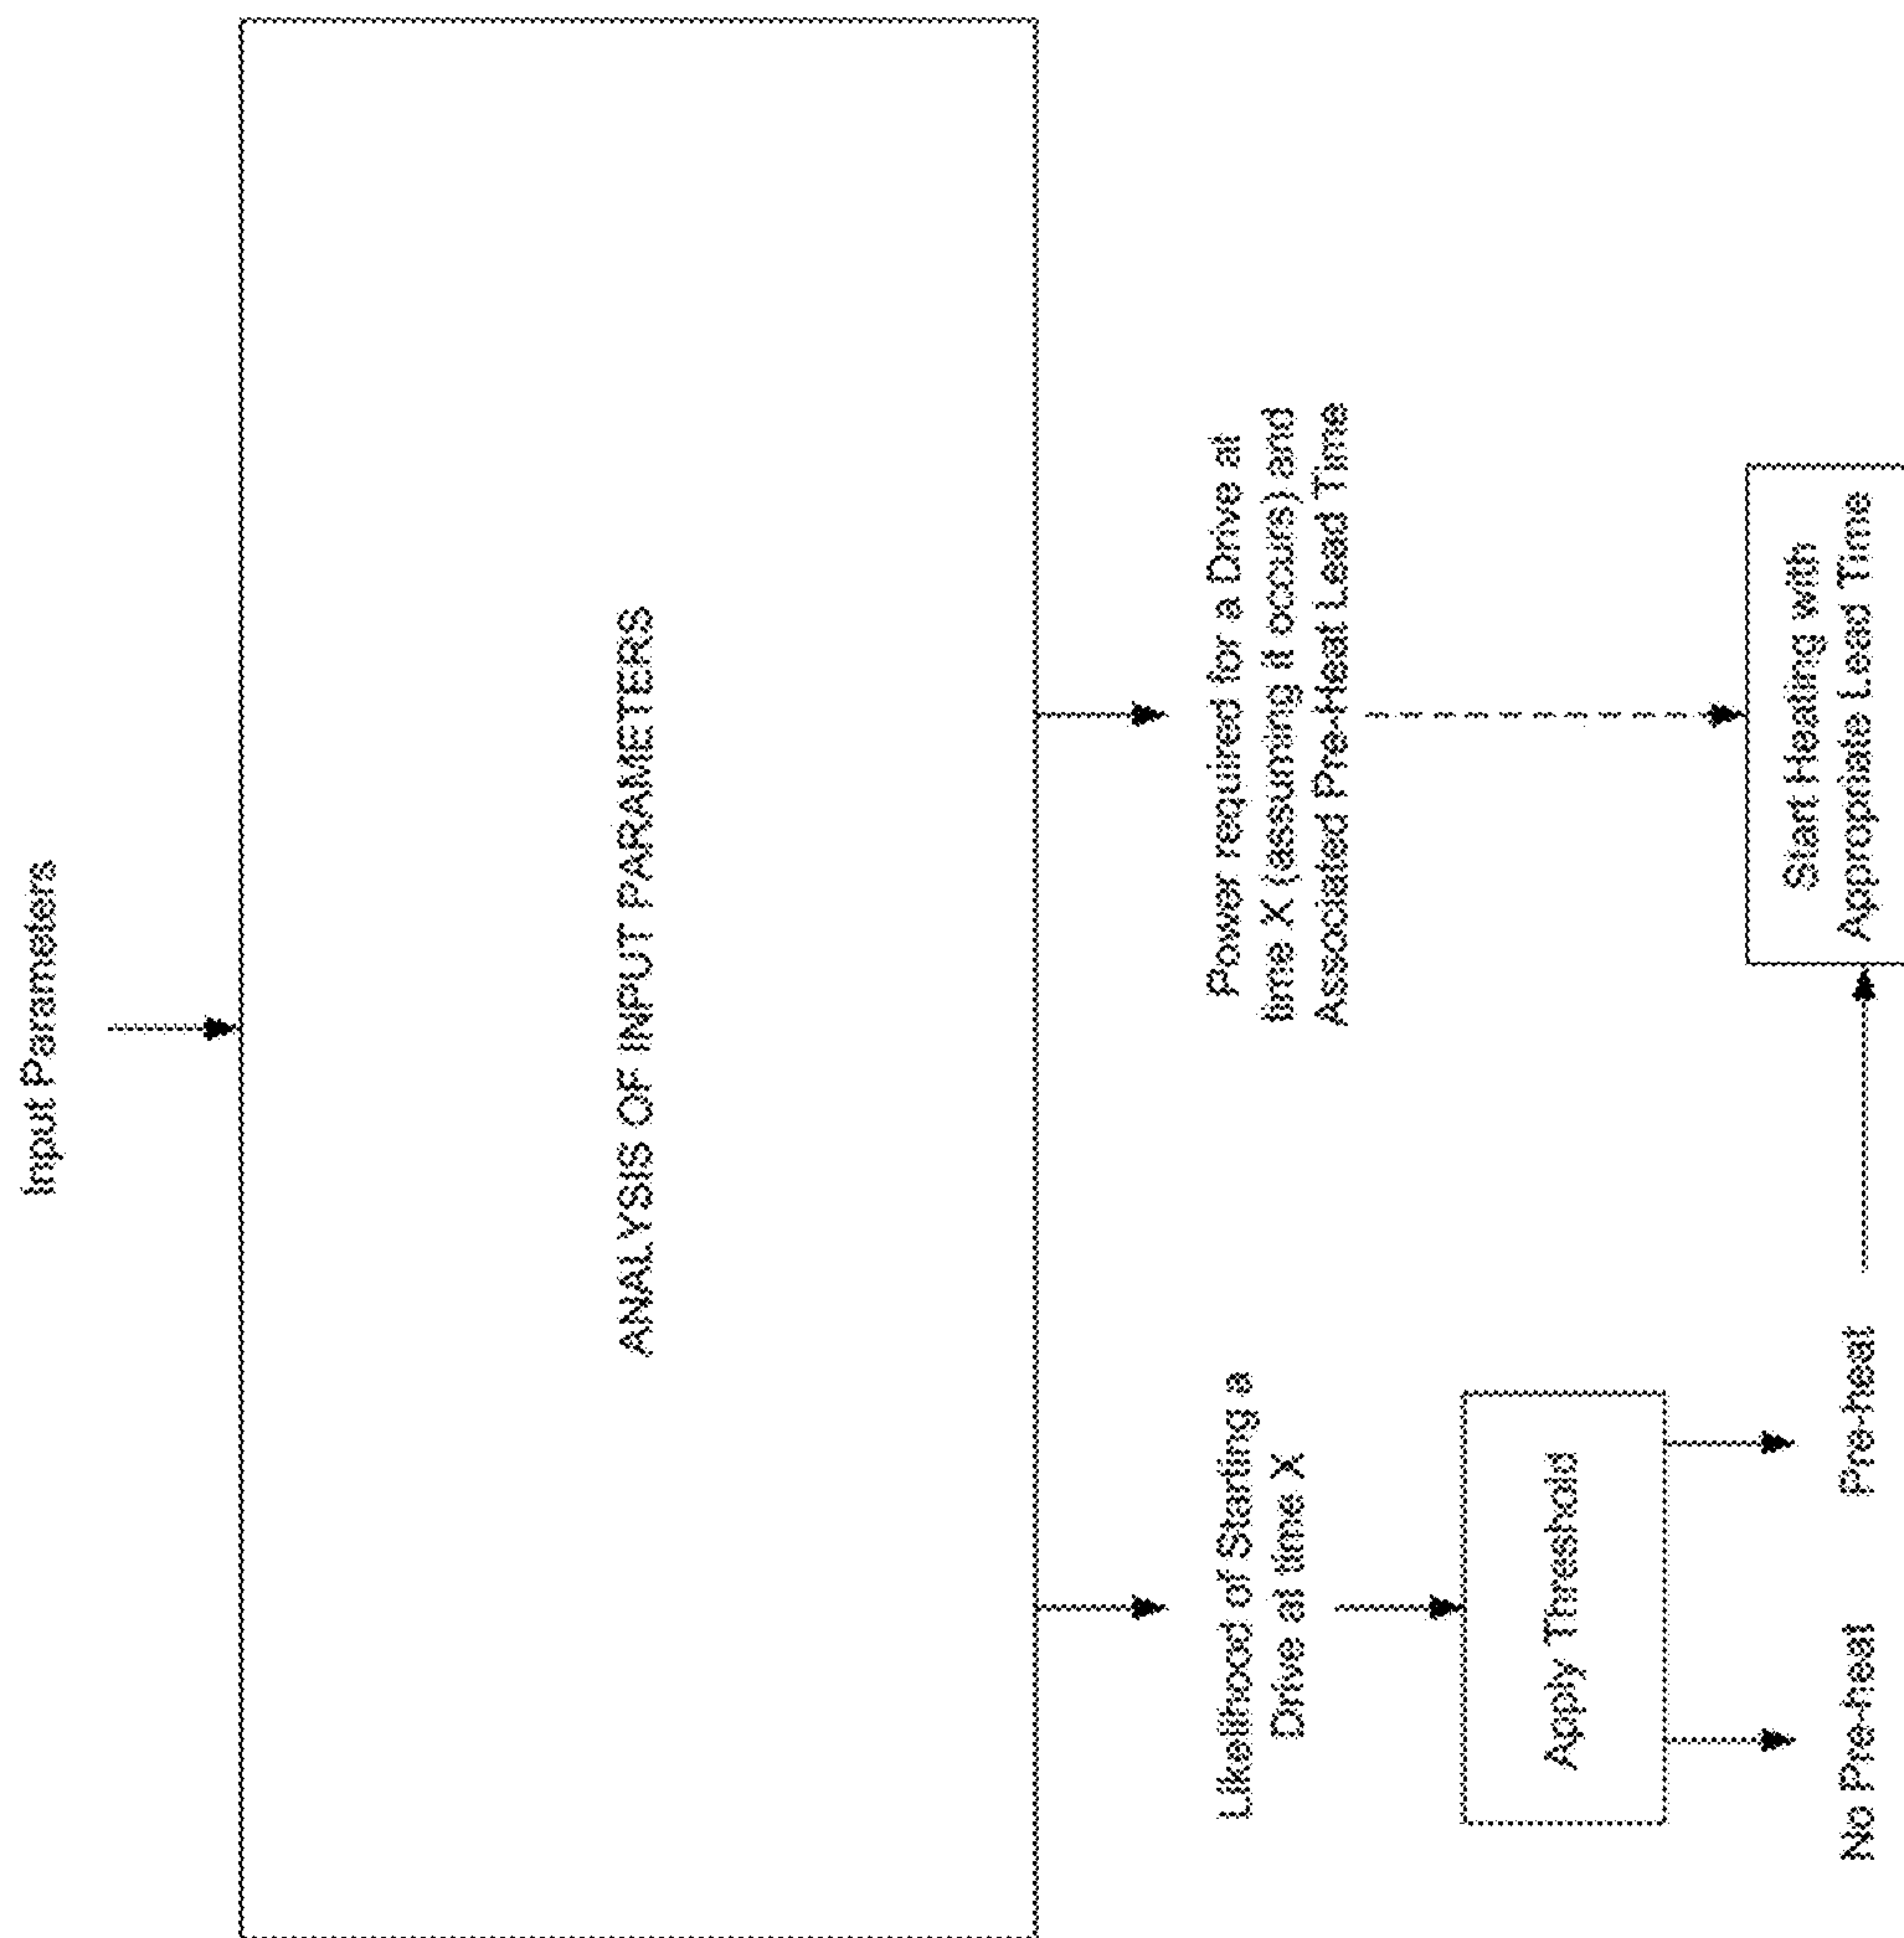 Input Parameters
ANALYSIS OF INPUT PARAMETERS
Likelihood of Starting a
Drive at time X
Power required for a Drive at
time X (assuming it occurs) and
Associated Pre-Heat Lead Time
Apply Threshold
No Pre-heat
Pre-heat
Start Heating with
Appropriate Lead Time